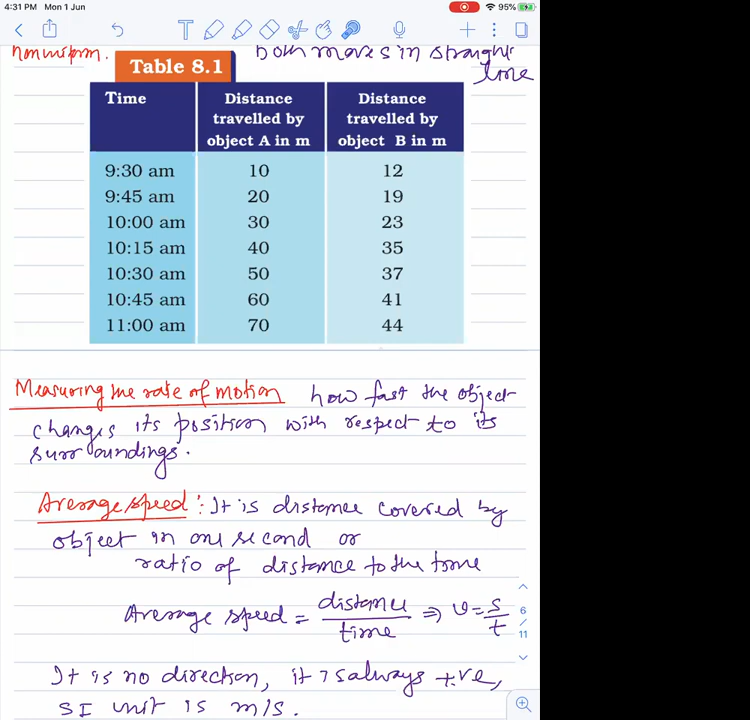 4:31 PM Mon 1 Jun
95%
nonuniform. both moves in straight
line
Table 8.1
Time Distance travelled by object A in m Distance travelled by object B in m
9:30 am 10 12
9:45 am 20 19
10:00 am 30 23
10:15 am 40 35
10:30 am 50 37
10:45 am 60 41
11:00 am 70 44
Measuring the rate of motion how fast the object
changes its position with respect to its
surroundings.
Average speed: It is distance covered by
object in one second or
ratio of distance to the time
Average speed = distance/time ⇒ v = s/t
6/11
It is no direction, it is always +ve,
SI unit is m/s.